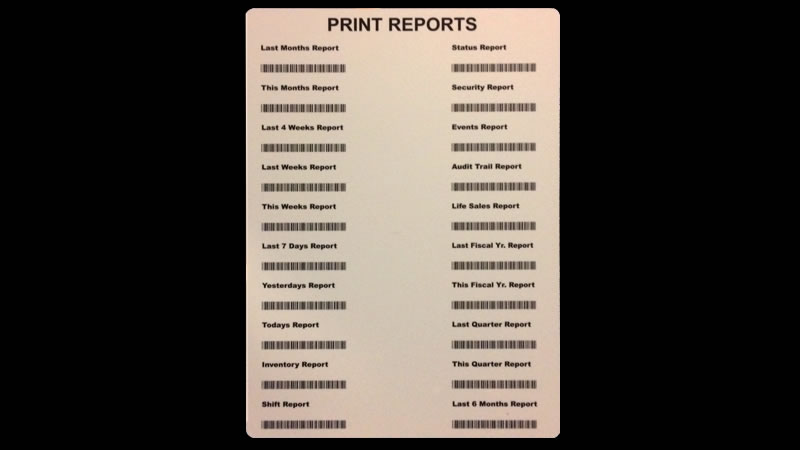 PRINT REPORTS
Last Months Report
This Months Report
Last 4 Weeks Report
Last Weeks Report
This Weeks Report
Last 7 Days Report
Yesterdays Report
Todays Report
Inventory Report
Shift Report
Status Report
Security Report
Events Report
Audit Trail Report
Life Sales Report
Last Fiscal Yr. Report
This Fiscal Yr. Report
Last Quarter Report
This Quarter Report
Last 6 Months Report